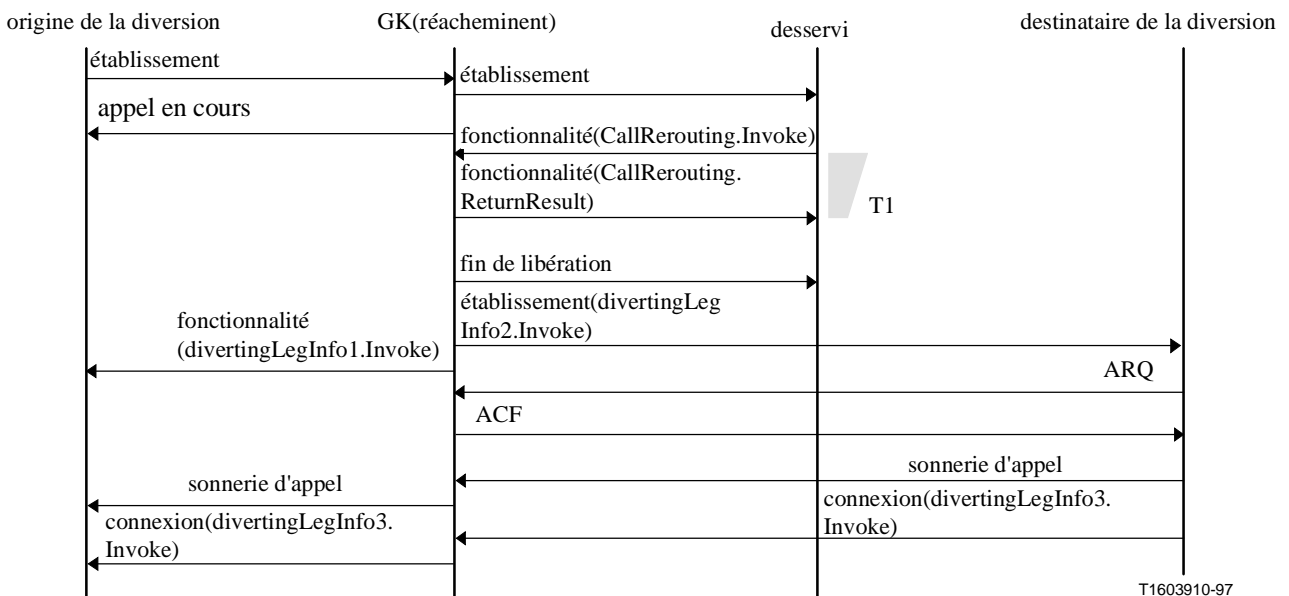 origine de la diversion
GK(réacheminent)
desservi
destinataire de la diversion
établissement
établissement
appel en cours
fonctionnalité(CallRerouting.Invoke)
fonctionnalité(CallRerouting.
ReturnResult)
T1
fin de libération
établissement(divertingLeg
Info2.Invoke)
fonctionnalité
(divertingLegInfo1.Invoke)
ARQ
ACF
sonnerie d'appel
sonnerie d'appel
connexion(divertingLegInfo3.
Invoke)
connexion(divertingLegInfo3.
Invoke)
T1603910-97